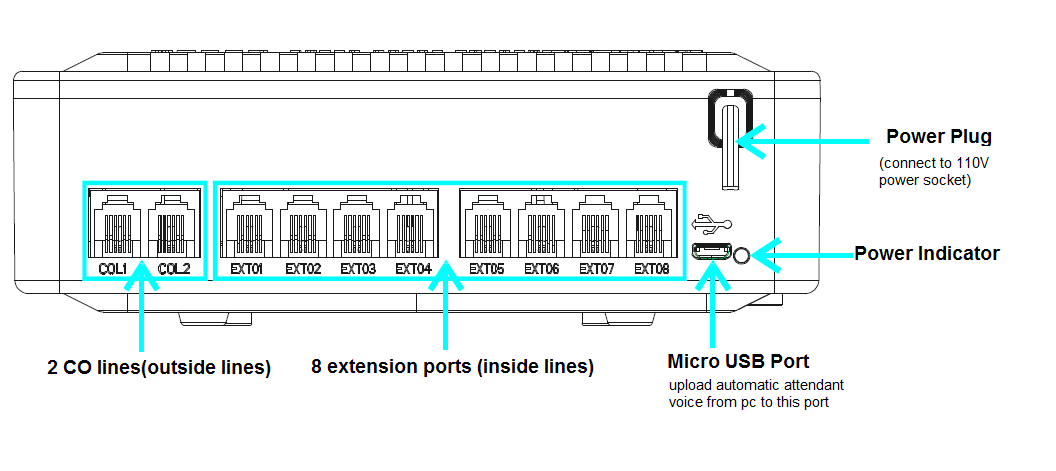 Power Plug
(connect to 110V
power socket)
Power Indicator
COL1 COL2 EXT01 EXT02 EXT03 EXT04 EXT05 EXT06 EXT07 EXT08
2 CO lines(outside lines)
8 extension ports (inside lines)
Micro USB Port
upload automatic attendant
voice from pc to this port